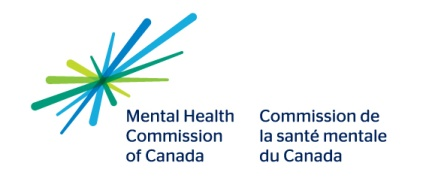 Mental Health
Commission
of Canada
Commission de
la santé mentale
du Canada